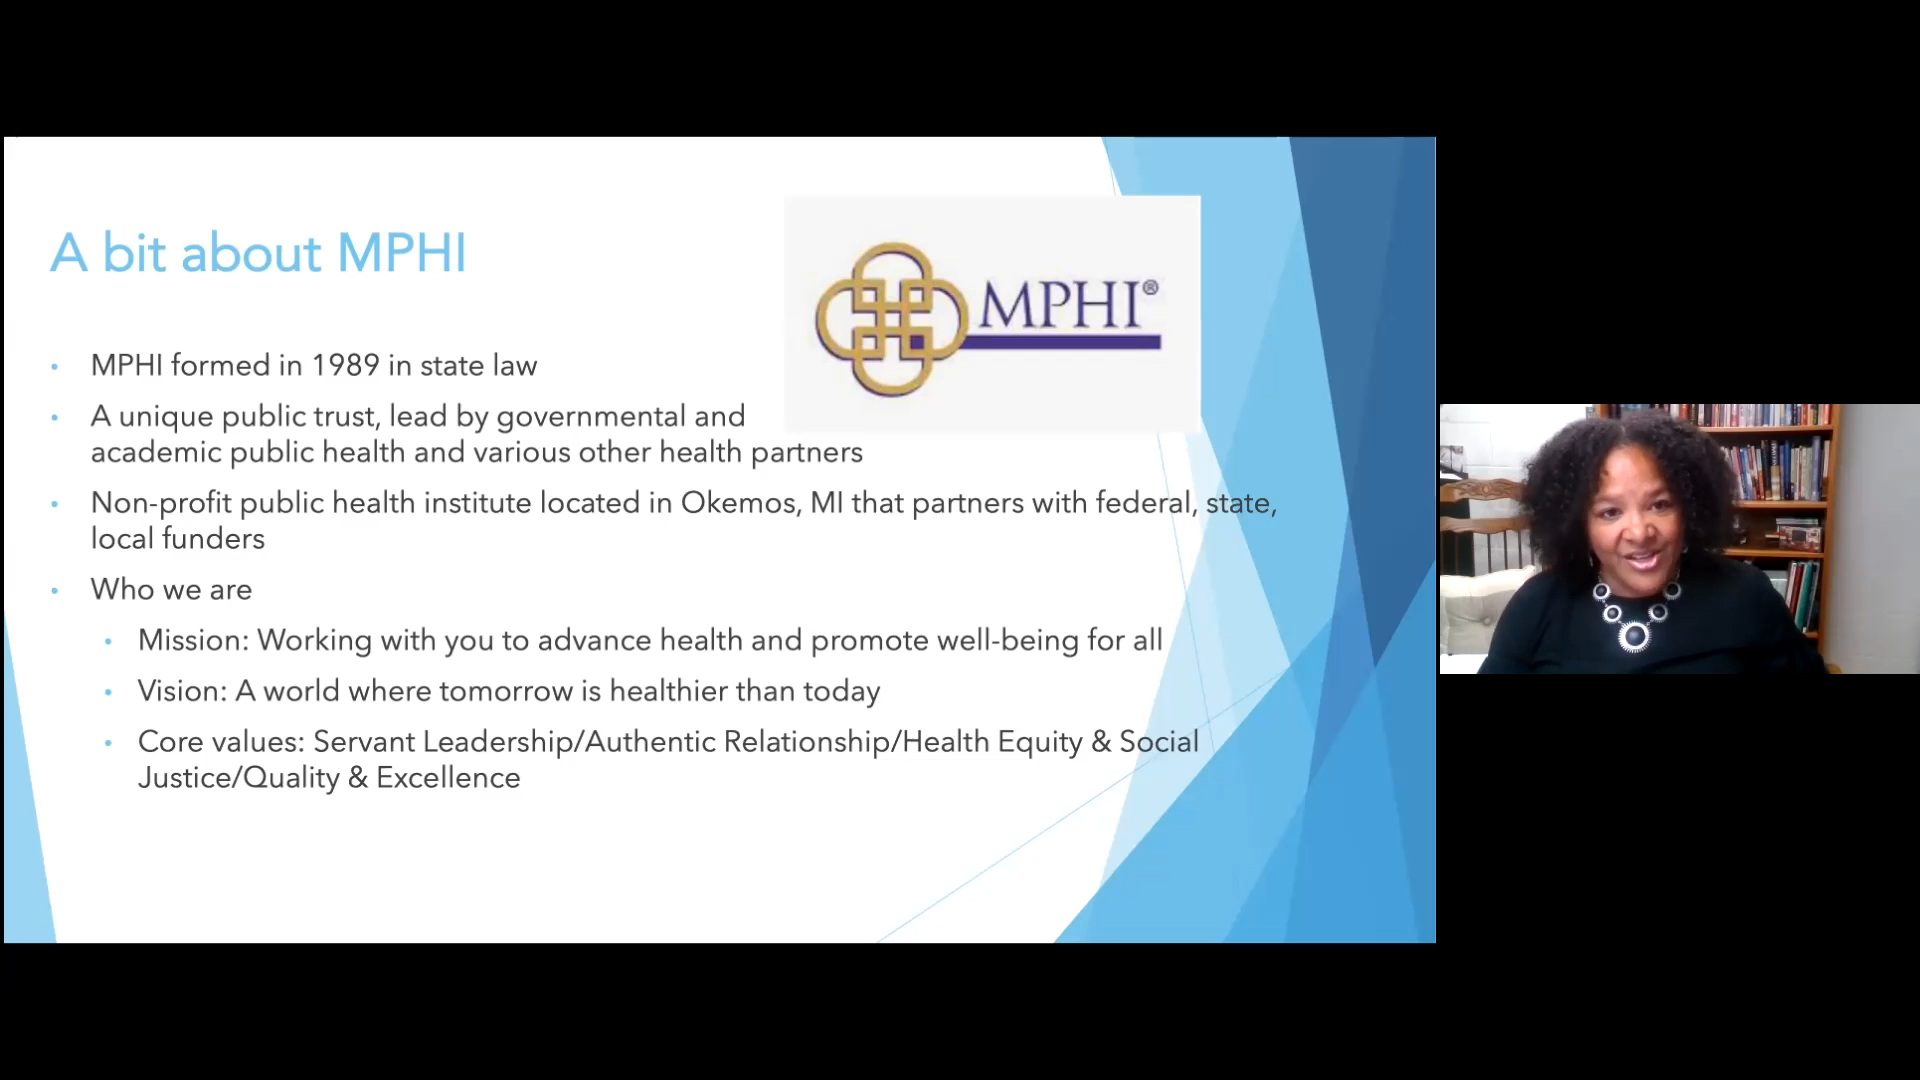 A bit about MPHI
MPHI®
• MPHI formed in 1989 in state law
• A unique public trust, lead by governmental and
academic public health and various other health partners
• Non-profit public health institute located in Okemos, MI that partners with federal, state,
local funders
• Who we are
• Mission: Working with you to advance health and promote well-being for all
• Vision: A world where tomorrow is healthier than today
• Core values: Servant Leadership/Authentic Relationship/Health Equity & Social
Justice/Quality & Excellence